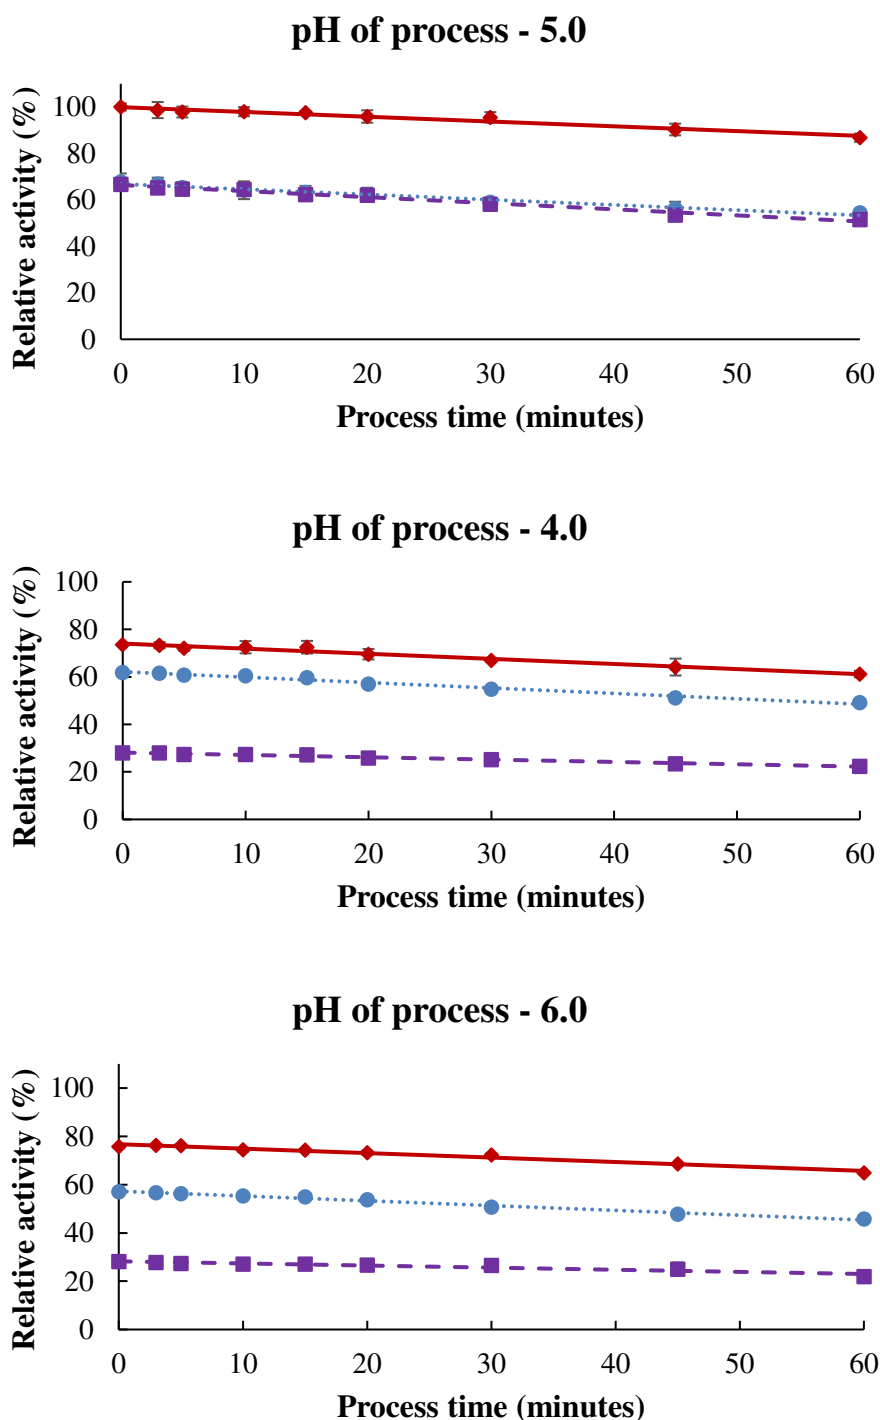 pH of process - 5.0
Relative activity (%)
100
80
60
40
20
0
0 10 20 30 40 50 60
Process time (minutes)
pH of process - 4.0
Relative activity (%)
100
80
60
40
20
0
0 10 20 30 40 50 60
Process time (minutes)
pH of process - 6.0
Relative activity (%)
100
80
60
40
20
0
0 10 20 30 40 50 60
Process time (minutes)